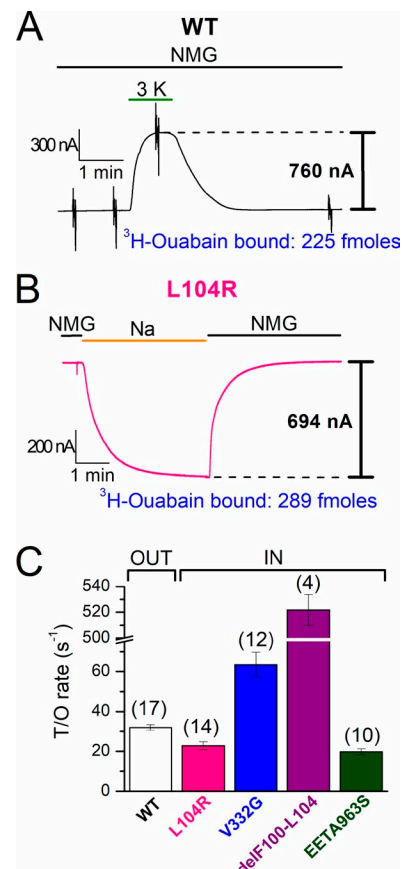 A
WT
NMG
3 K
300 nA
1 min
760 nA
³H-Ouabain bound: 225 fmoles
B
L104R
NMG Na NMG
200 nA
1 min
694 nA
³H-Ouabain bound: 289 fmoles
C
OUT IN
T/O rate (s⁻¹)
540
520
500
60
40
20
0
(17) (14) (12) (4) (10)
WT L104R V332G delF100-L104 EETA963S